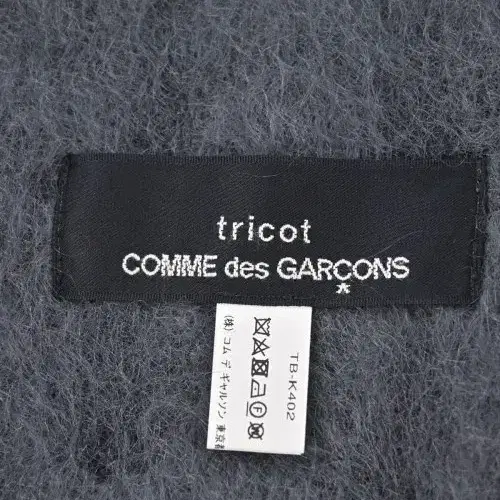 tricot
COMME des GARÇONS
TB-K402
(株)コム デ ギャルソン 東京都